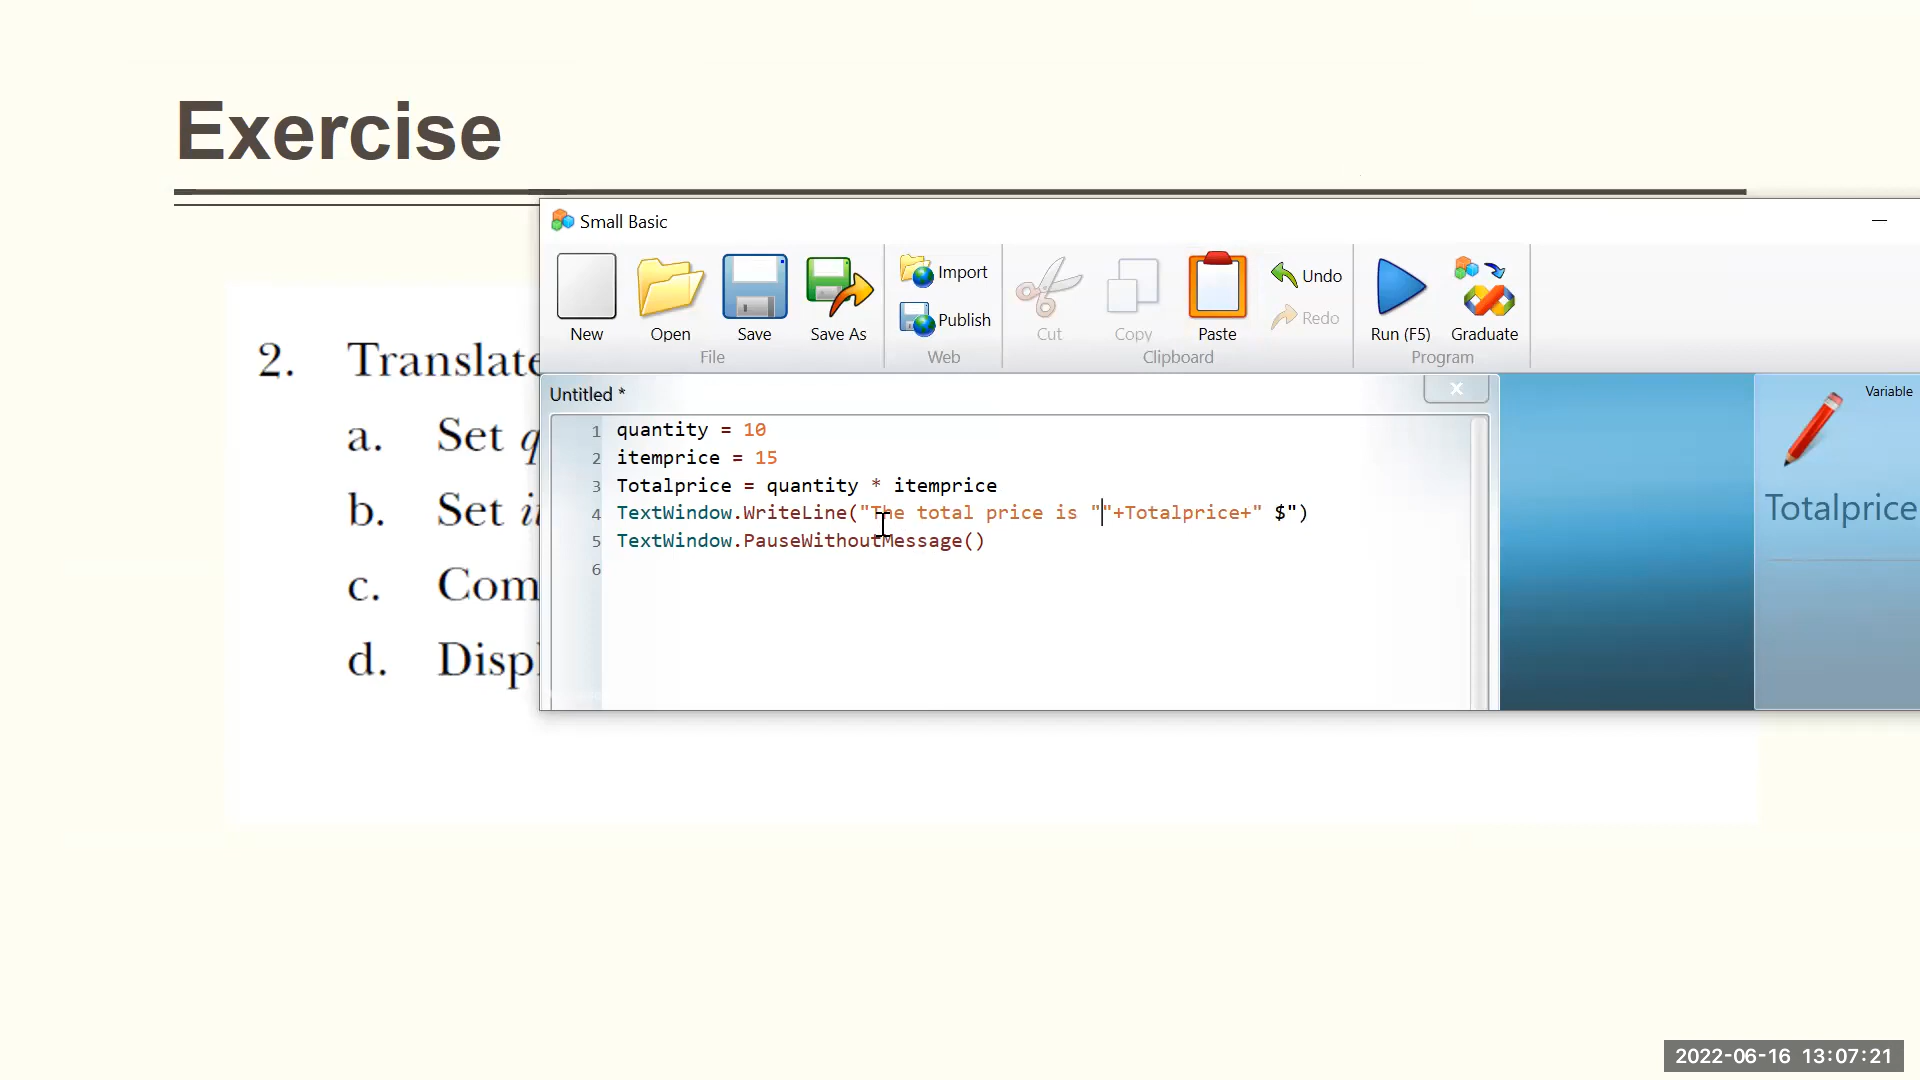 Exercise
Small Basic
New
Open
Save
Save As
File
Import
Publish
Web
Cut
Copy
Paste
Undo
Redo
Clipboard
Run (F5)
Graduate
Program
2. Translate
a. Set q
b. Set it
c. Com
d. Disp
Untitled *
1 quantity = 10
2 itemprice = 15
3 Totalprice = quantity * itemprice
4 TextWindow.WriteLine("The total price is ""+Totalprice+" $")
5 TextWindow.PauseWithoutMessage()
6
Variable
Totalprice
2022-06-16 13:07:21